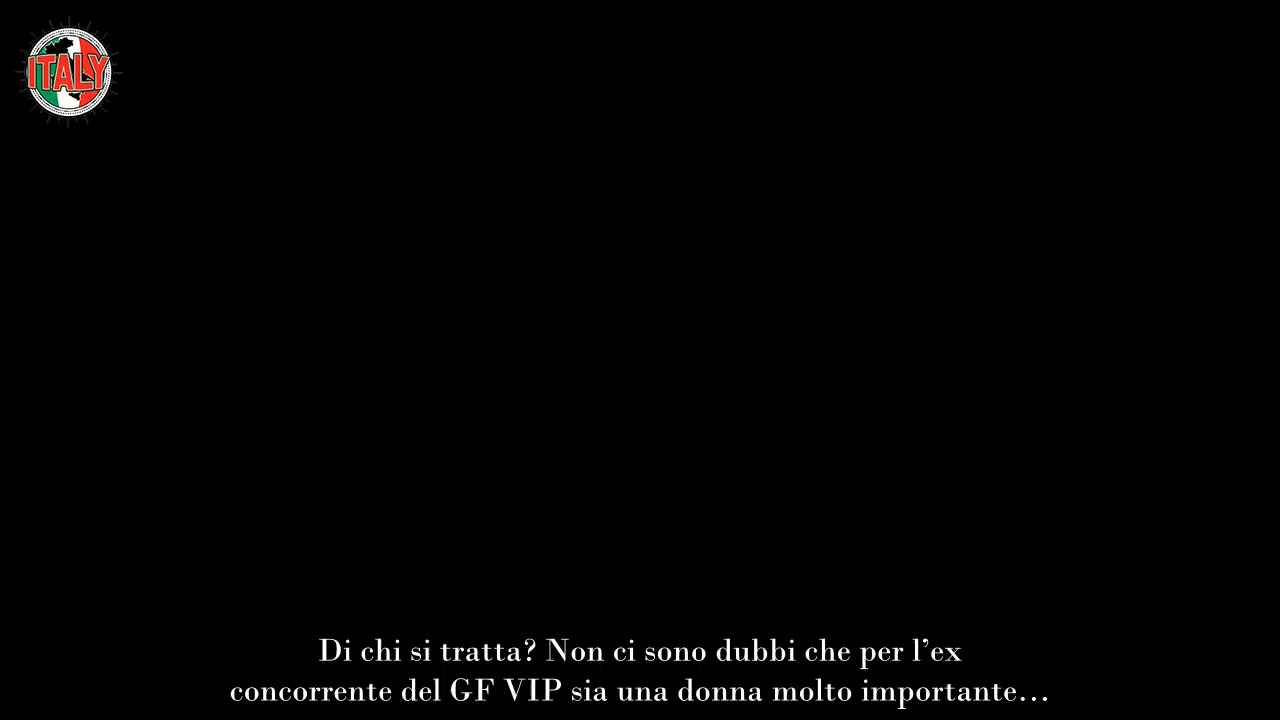 ITALY
Di chi si tratta? Non ci sono dubbi che per l’ex
concorrente del GF VIP sia una donna molto importante…